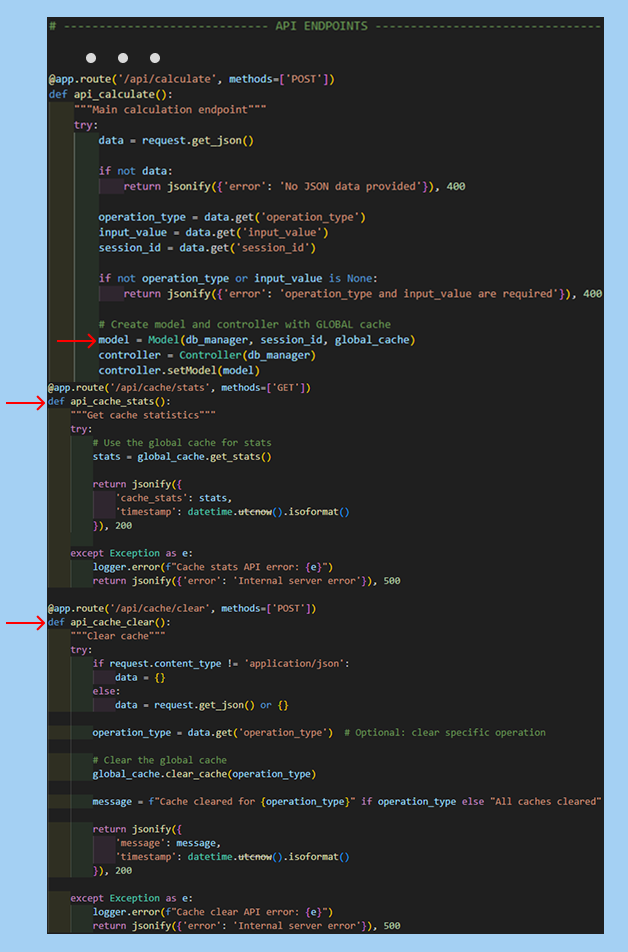 # ----------------------------- API ENDPOINTS --------------------------------
@app.route('/api/calculate', methods=['POST'])
def api_calculate():
    """Main calculation endpoint"""
    try:
        data = request.get_json()
        if not data:
            return jsonify({'error': 'No JSON data provided'}), 400
        operation_type = data.get('operation_type')
        input_value = data.get('input_value')
        session_id = data.get('session_id')
        if not operation_type or input_value is None:
            return jsonify({'error': 'operation_type and input_value are required'}), 400
        # Create model and controller with GLOBAL cache
        model = Model(db_manager, session_id, global_cache)
        controller = Controller(db_manager)
        controller.setModel(model)
@app.route('/api/cache/stats', methods=['GET'])
def api_cache_stats():
    """Get cache statistics"""
    try:
        # Use the global cache for stats
        stats = global_cache.get_stats()
        return jsonify({
            'cache_stats': stats,
            'timestamp': datetime.utcnow().isoformat()
        }), 200
    except Exception as e:
        logger.error(f"Cache stats API error: {e}")
        return jsonify({'error': 'Internal server error'}), 500
@app.route('/api/cache/clear', methods=['POST'])
def api_cache_clear():
    """Clear cache"""
    try:
        if request.content_type != 'application/json':
            data = {}
        else:
            data = request.get_json() or {}
        operation_type = data.get('operation_type')  # Optional: clear specific operation
        # Clear the global cache
        global_cache.clear_cache(operation_type)
        message = f"Cache cleared for {operation_type}" if operation_type else "All caches cleared"
        return jsonify({
            'message': message,
            'timestamp': datetime.utcnow().isoformat()
        }), 200
    except Exception as e:
        logger.error(f"Cache clear API error: {e}")
        return jsonify({'error': 'Internal server error'}), 500